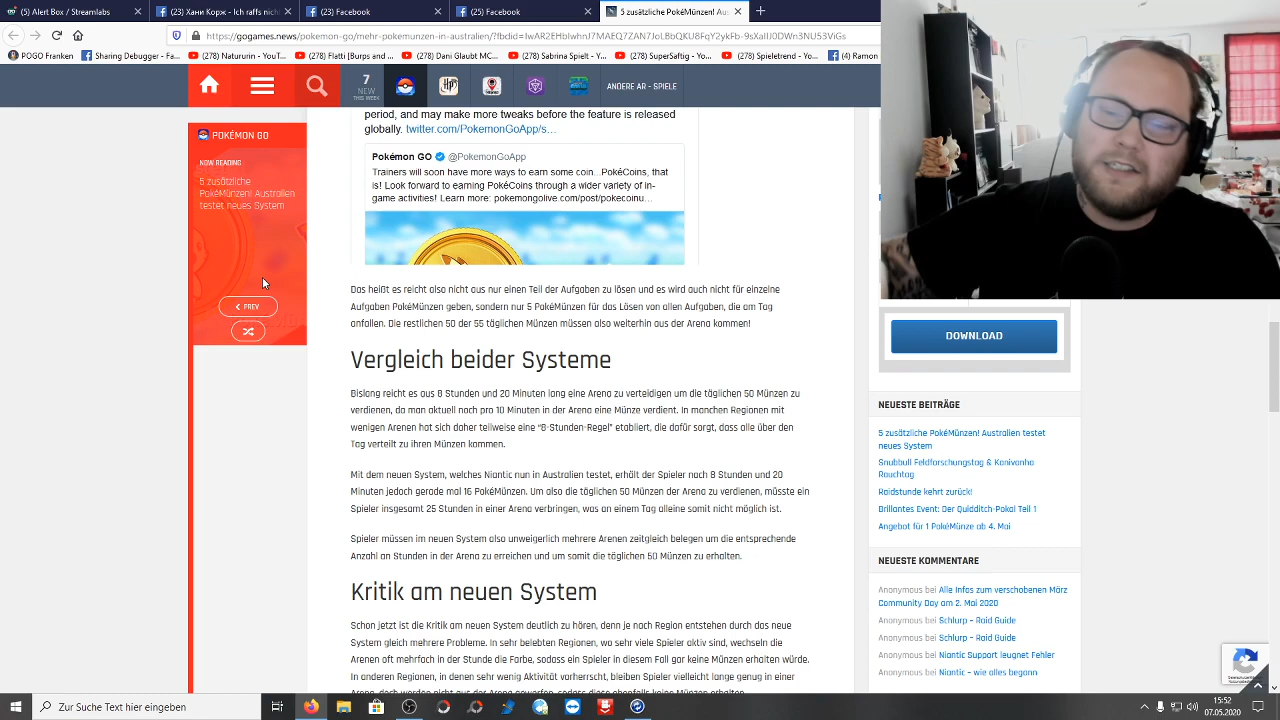 (5) Alert Box at Streamlabs
(23) Xann - Ich kaufs nicht
(23) Facebook
(25) Facebook
5 zusätzliche PokéMünzen! Aus
https://gogames.news/pokemon-go/mehr-pokemunzen-in-australien/?fbclid=
POGO Franken
Sharing Debugger - Fa
(278) Natururin - YouT
(278) Flatti [Burps and
(278) Dani Glaubt/MC
(278) Sabrina Spielt - Y
(278) SuperSäftig - Yo
(278) Spieletrend - Yo
(4) Ramon
7 NEW THIS WEEK
ANDERE AR - SPIELE
POKÉMON GO
NOW READING
5 zusätzliche
PokéMünzen! Australien
testet neues System
PREV
period, and may make more tweaks before the feature is released
globally. twitter.com/PokemonGoApp/s…
Pokémon GO @PokemonGoApp
Trainers will soon have more ways to earn some coin…PokéCoins, that
is! Look forward to earning PokéCoins through a wider variety of in-
game activities! Learn more: pokemongolive.com/post/pokecoinu…
Das heißt es reicht also nicht aus nur einen Teil der Aufgaben zu lösen und es wird auch nicht für einzelne
Aufgaben PokéMünzen geben, sondern nur 5 PokéMünzen für das Lösen von allen Aufgaben, die am Tag
anfallen. Die restlichen 50 der 55 täglichen Münzen müssen also weiterhin aus der Arena kommen!
Vergleich beider Systeme
Bislang reicht es aus 8 Stunden und 20 Minuten lang eine Arena zu verteidigen um die täglichen 50 Münzen zu
verdienen, da man aktuell nach pro 10 Minuten in der Arena eine Münze verdient. In manchen Regionen mit
wenigen Arenen hat sich daher teilweise eine "8-Stunden-Regel" etabliert, die dafür sorgt, dass alle über den
Tag verteilt zu ihren Münzen kommen.
Mit dem neuen System, welches Niantic nun in Australien testet, erhält der Spieler nach 8 Stunden und 20
Minuten jedoch gerade mal 16 PokéMünzen. Um also die täglichen 50 Münzen der Arena zu verdienen, müsste ein
Spieler insgesamt 25 Stunden in einer Arena verbringen, was an einem Tag alleine somit nicht möglich ist.
Spieler müssen im neuen System also unweigerlich mehrere Arenen zeitgleich belegen um die entsprechende
Anzahl an Stunden in der Arena zu erreichen und um somit die täglichen 50 Münzen zu erhalten.
Kritik am neuen System
Schon jetzt ist die Kritik am neuen System deutlich zu hören, denn je nach Region entstehen durch das neue
System gleich mehrere Probleme. In sehr belebten Regionen, wo sehr viele Spieler aktiv sind, wechseln die
Arenen oft mehrfach in der Stunde die Farbe, sodass ein Spieler in diesem Fall gar keine Münzen erhalten würde.
In anderen Regionen, in denen sehr wenig Aktivität vorherrscht, bleiben Spieler vielleicht lange genug in einer
DOWNLOAD
NEUESTE BEITRÄGE
5 zusätzliche PokéMünzen! Australien testet
neues System
Snubbull Feldforschungstag & Kanivanha
Rauchtag
Raidstunde kehrt zurück!
Brillantes Event: Der Quidditch-Pokal Teil 1
Angebot für 1 PokéMünze ab 4. Mai
NEUESTE KOMMENTARE
Anonymous bei Alle Infos zum verschobenen März
Community Day am 2. Mai 2020
Anonymous bei Schlurp – Raid Guide
Anonymous bei Schlurp – Raid Guide
Anonymous bei Niantic Support leugnet Fehler
Anonymous bei Niantic – wie alles begann
Zur Suche Text hier eingeben
15:52
07.05.2020